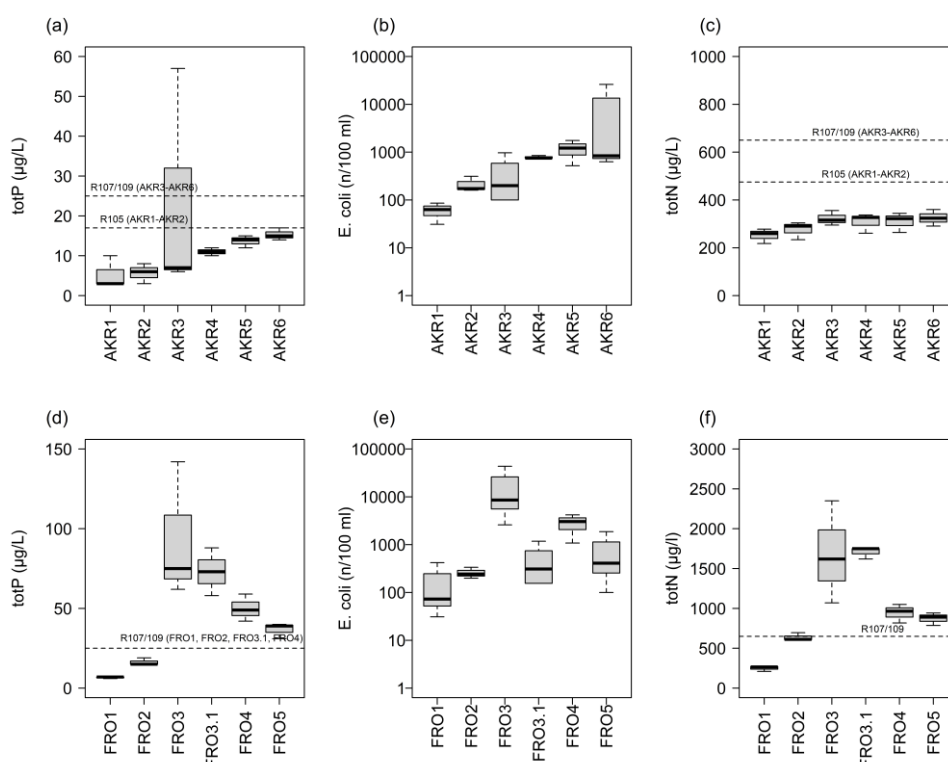 (a)
totP (µg/L)
60
50
40
30
20
10
0
R107/109 (AKR3-AKR6)
R105 (AKR1-AKR2)
AKR1 AKR2 AKR3 AKR4 AKR5 AKR6
(b)
E. coli (n/100 ml)
100000
10000
1000
100
10
1
AKR1 AKR2 AKR3 AKR4 AKR5 AKR6
(c)
totN (µg/L)
1000
800
600
400
200
0
R107/109 (AKR3-AKR6)
R105 (AKR1-AKR2)
AKR1 AKR2 AKR3 AKR4 AKR5 AKR6
(d)
totP (µg/L)
150
100
50
0
R107/109 (FRO1, FRO2, FRO3.1, FRO4)
FRO1 FRO2 FRO3 FRO3.1 FRO4 FRO5
(e)
E. coli (n/100 ml)
100000
10000
1000
100
10
1
FRO1 FRO2 FRO3 FRO3.1 FRO4 FRO5
(f)
totN (µg/l)
3000
2500
2000
1500
1000
500
0
R107/109
FRO1 FRO2 FRO3 FRO3.1 FRO4 FRO5